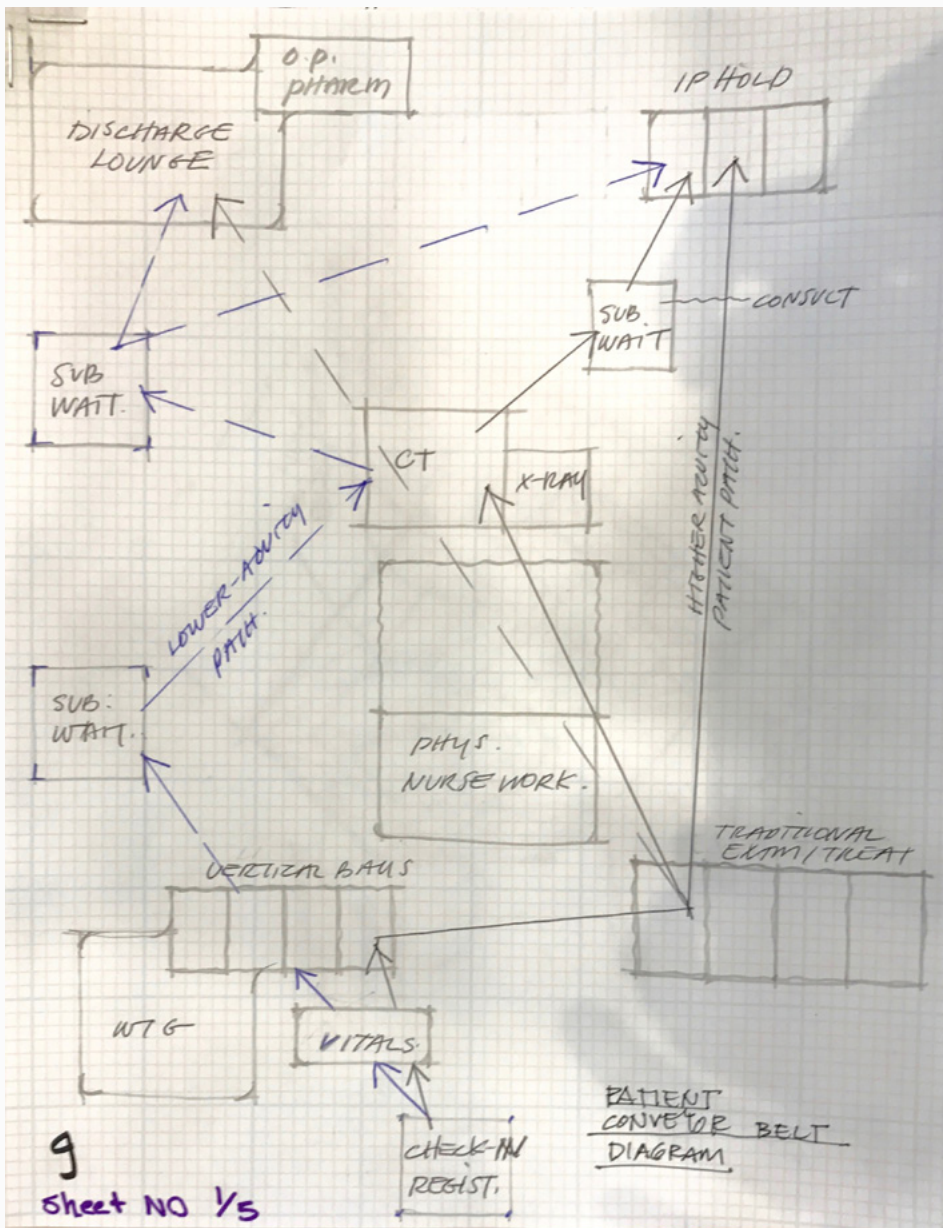 O.P.
PHARM
IP HOLD
DISCHARGE
LOUNGE
SUB.
WAIT
CONSULT
SUB
WAIT.
CT
X-RAY
HIGHER ACUITY
PATIENT PATH.
LOWER-ACUITY
PATH.
SUB.
WAIT.
PHYS.
NURSE WORK.
TRADITIONAL
EXAM/TREAT
VERTICAL BAYS
WTG
VITALS.
CHECK-IN/
REGIST.
PATIENT
CONVEYOR BELT
DIAGRAM
9
Sheet NO 1/5